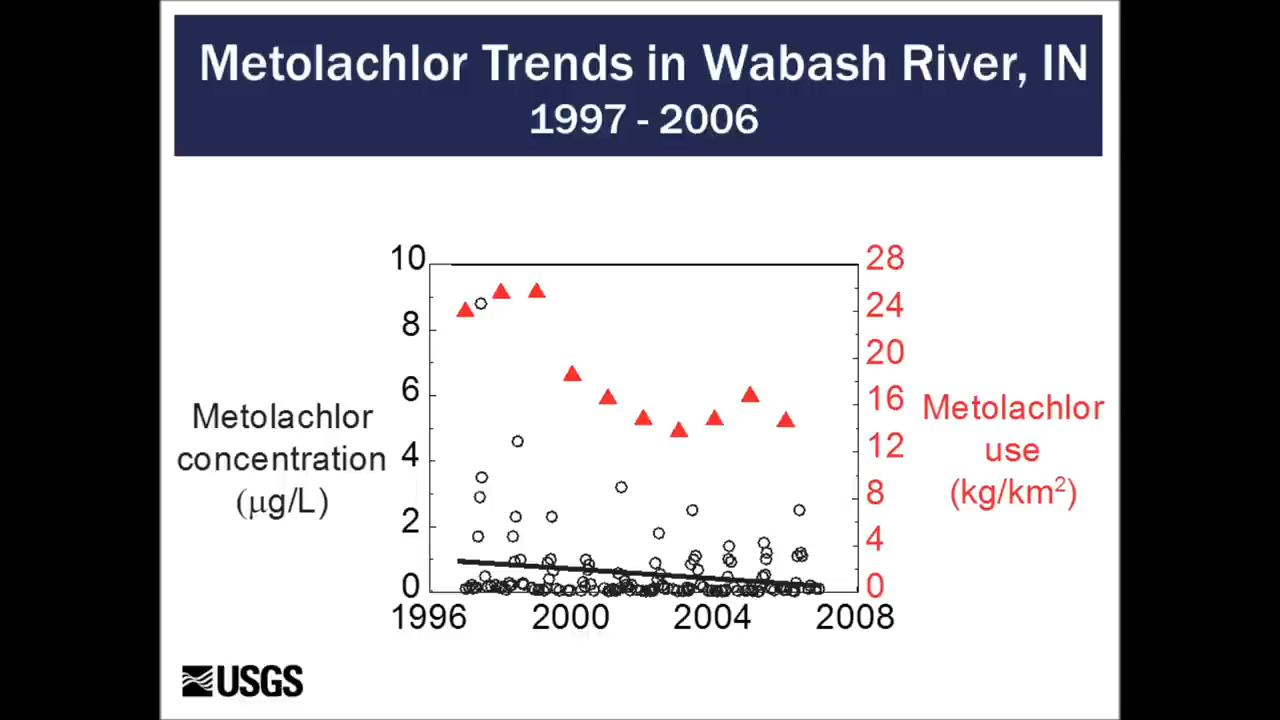 Metolachlor Trends in Wabash River, IN
1997 - 2006
10
8
6
4
2
0
Metolachlor
concentration
(μg/L)
28
24
20
16
12
8
4
0
Metolachlor
use
(kg/km²)
1996
2000
2004
2008
USGS